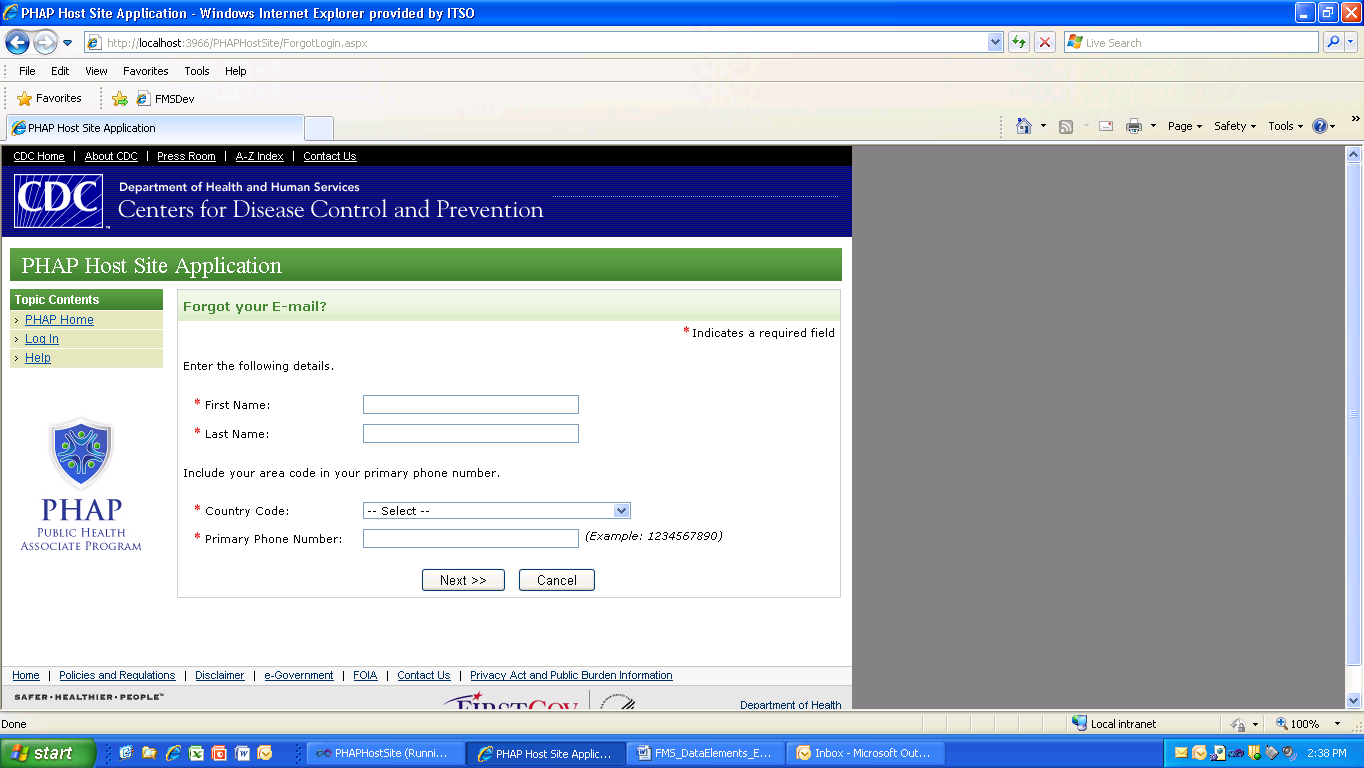 PHAP Host Site Application - Windows Internet Explorer provided by ITSO
http://localhost:3966/PHAPHostSite/ForgotLogin.aspx
Live Search
File Edit View Favorites Tools Help
Favorites FMSDev
PHAP Host Site Application
Page Safety Tools »
CDC Home | About CDC | Press Room | A-Z Index | Contact Us
CDC ™
Department of Health and Human Services
Centers for Disease Control and Prevention
PHAP Host Site Application
Topic Contents
› PHAP Home
› Log In
› Help
PHAP
PUBLIC HEALTH
ASSOCIATE PROGRAM
Forgot your E-mail?
* Indicates a required field
Enter the following details.
* First Name:
* Last Name:
Include your area code in your primary phone number.
* Country Code: -- Select --
* Primary Phone Number: (Example: 1234567890)
Next >> Cancel
Home | Policies and Regulations | Disclaimer | e-Government | FOIA | Contact Us | Privacy Act and Public Burden Information
SAFER • HEALTHIER • PEOPLE™
FIRSTGOV
Department of Health
Done Local intranet 100%
start PHAPHostSite (Runni... PHAP Host Site Applic... FMS_DataElements_E... Inbox - Microsoft Out... 2:38 PM